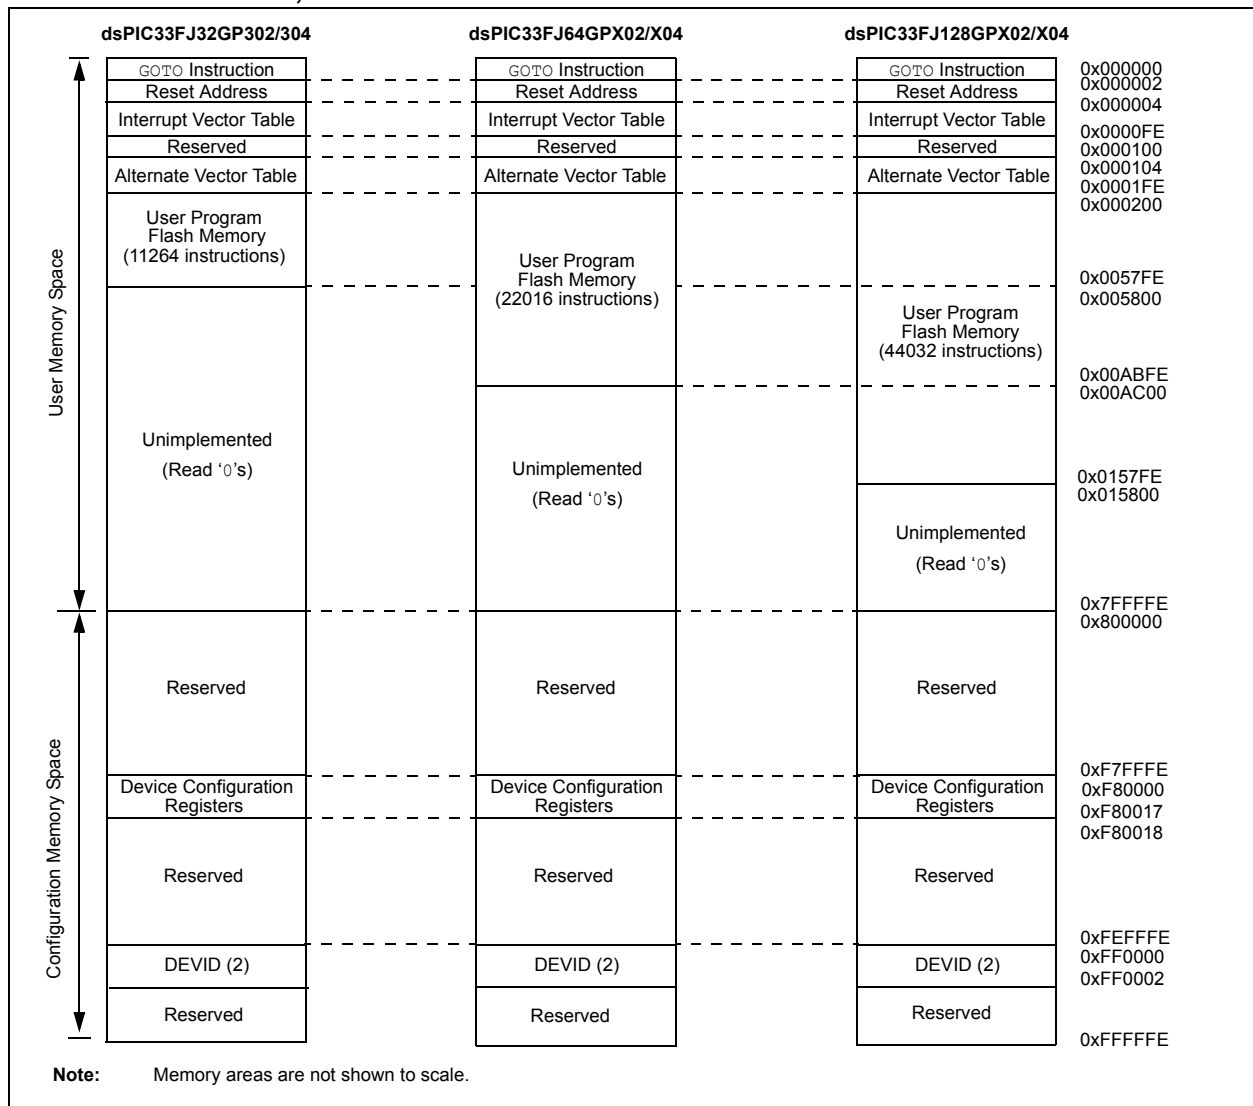 dsPIC33FJ32GP302/304
GOTO Instruction
Reset Address
Interrupt Vector Table
Reserved
Alternate Vector Table
User Program
Flash Memory
(11264 instructions)
Unimplemented
(Read ‘0’s)
Reserved
Device Configuration
Registers
Reserved
DEVID (2)
Reserved
dsPIC33FJ64GPX02/X04
GOTO Instruction
Reset Address
Interrupt Vector Table
Reserved
Alternate Vector Table
User Program
Flash Memory
(22016 instructions)
Unimplemented
(Read ‘0’s)
Reserved
Device Configuration
Registers
Reserved
DEVID (2)
Reserved
dsPIC33FJ128GPX02/X04
GOTO Instruction
Reset Address
Interrupt Vector Table
Reserved
Alternate Vector Table
User Program
Flash Memory
(44032 instructions)
Unimplemented
(Read ‘0’s)
Reserved
Device Configuration
Registers
Reserved
DEVID (2)
Reserved
0x000000
0x000002
0x000004
0x0000FE
0x000100
0x000104
0x0001FE
0x000200
0x0057FE
0x005800
0x00ABFE
0x00AC00
0x0157FE
0x015800
0x7FFFFE
0x800000
0xF7FFFE
0xF80000
0xF80017
0xF80018
0xFEFFFE
0xFF0000
0xFF0002
0xFFFFFE
User Memory Space
Configuration Memory Space
Note: Memory areas are not shown to scale.